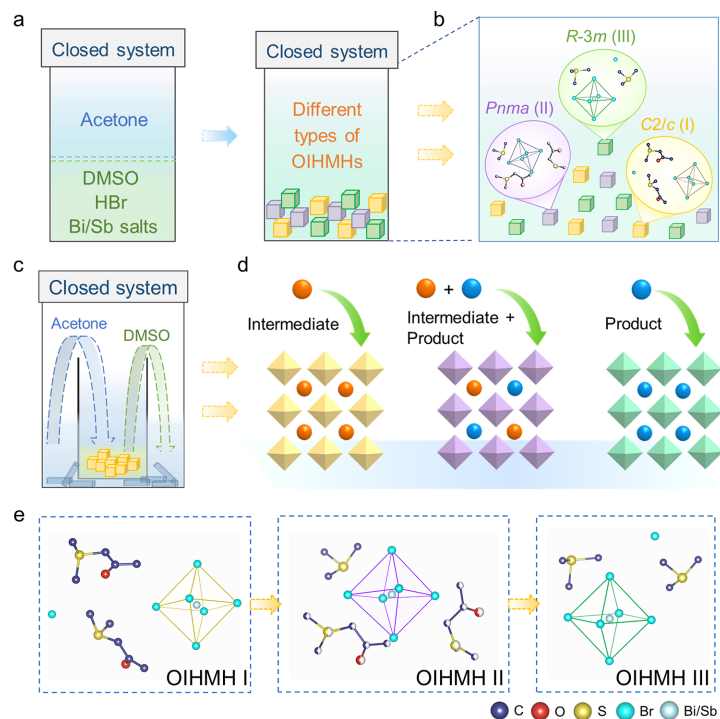 a
Closed system
Acetone
DMSO
HBr
Bi/Sb salts
Closed system
Different
types of
OIHMHs
b
R-3m (III)
Pnma (II)
C2/c (I)
c
Closed system
Acetone
DMSO
d
+
Intermediate
Intermediate +
Product
Product
e
OIHMH I
OIHMH II
OIHMH III
C O S Br Bi/Sb